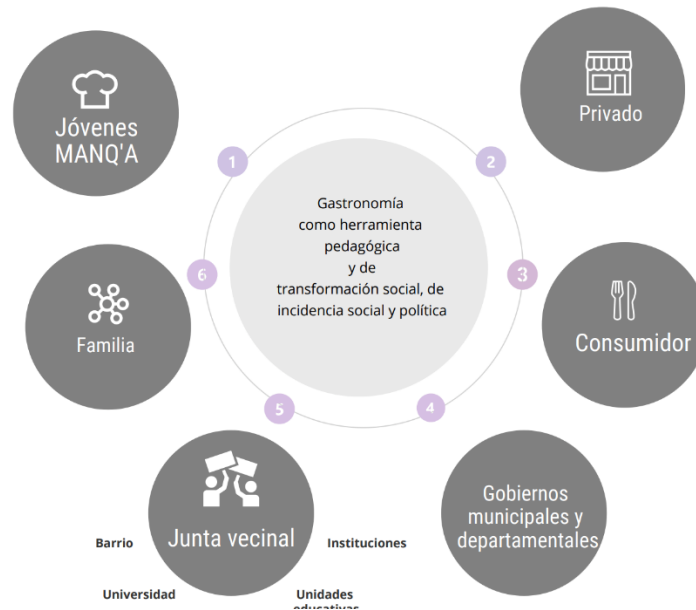 Jóvenes
MANQ'A
Privado
1
2
Gastronomía
como herramienta
pedagógica
y de
transformación social, de
incidencia social y política
6
3
Familia
Consumidor
5
4
Junta vecinal
Gobiernos
municipales y
departamentales
Barrio
Instituciones
Universidad
Unidades
educativas